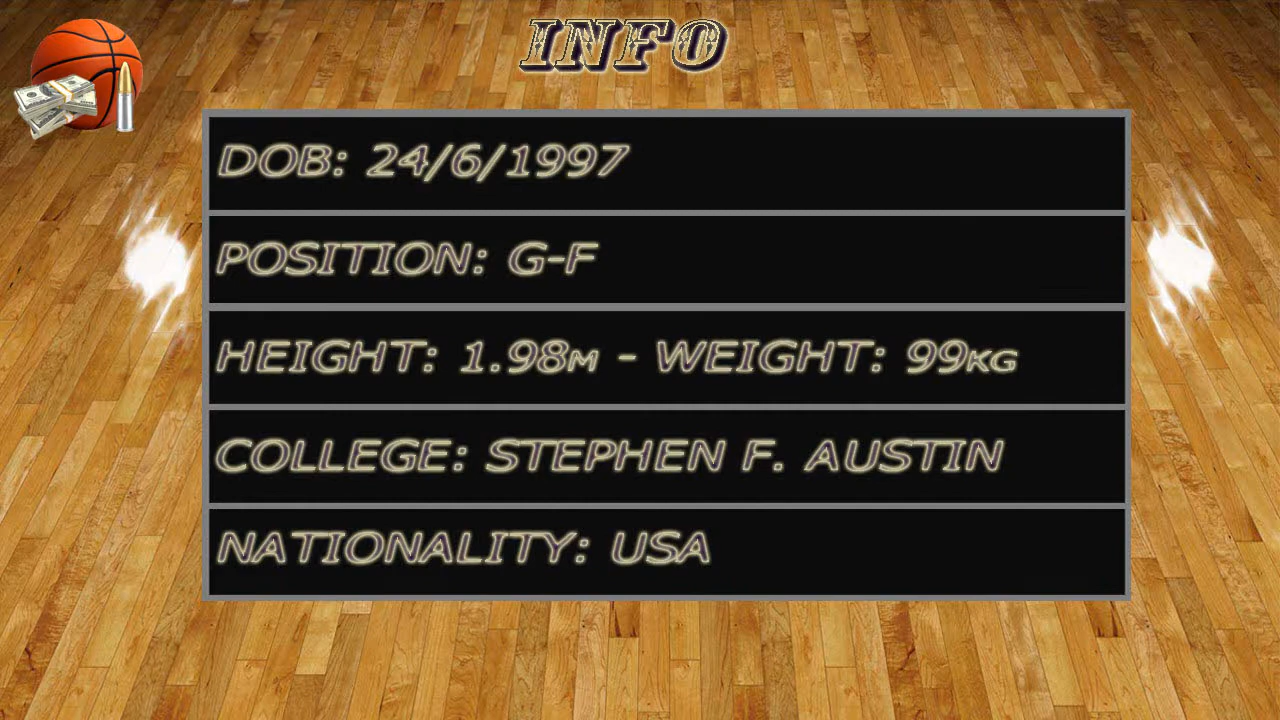 INFO
DOB: 24/6/1997
POSITION: G-F
HEIGHT: 1.98M - WEIGHT: 99KG
COLLEGE: STEPHEN F. AUSTIN
NATIONALITY: USA